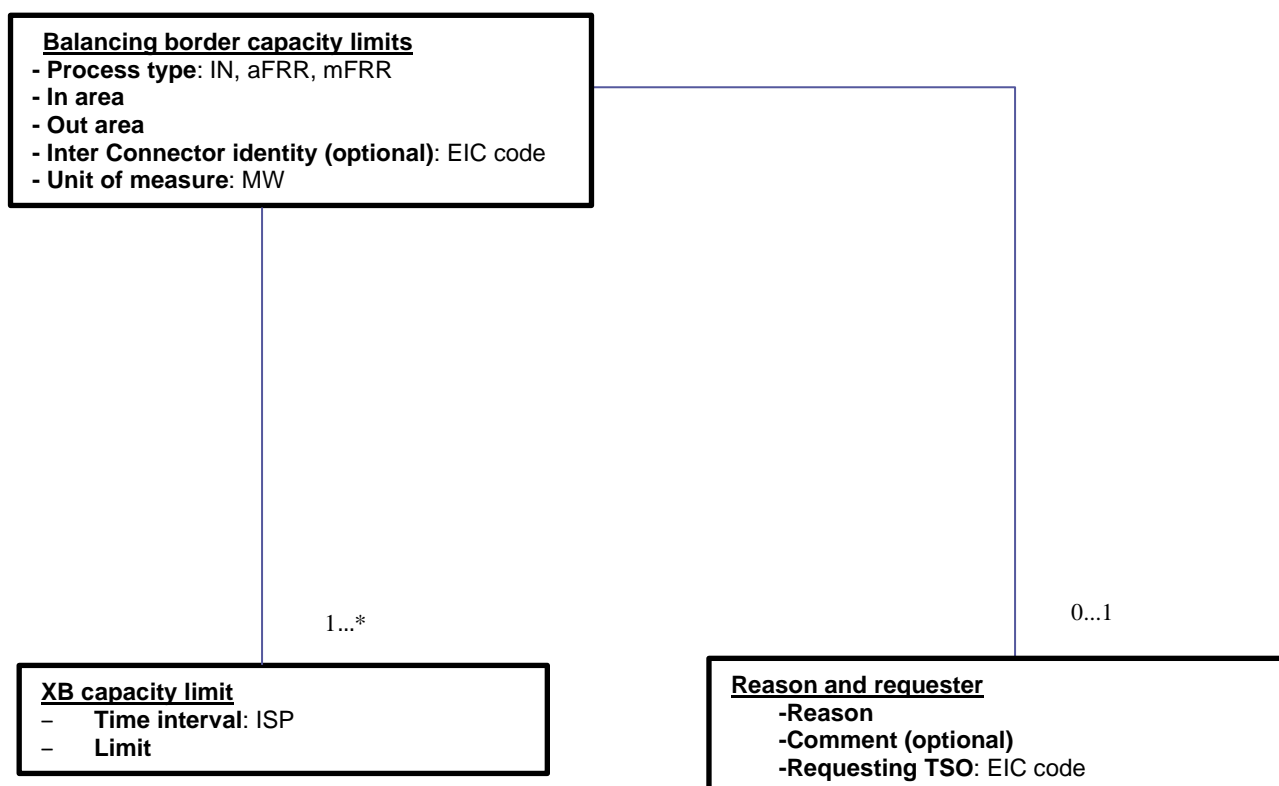 Balancing border capacity limits
- Process type: IN, aFRR, mFRR
- In area
- Out area
- Inter Connector identity (optional): EIC code
- Unit of measure: MW
1...*
0...1
XB capacity limit
– Time interval: ISP
– Limit
Reason and requester
-Reason
-Comment (optional)
-Requesting TSO: EIC code